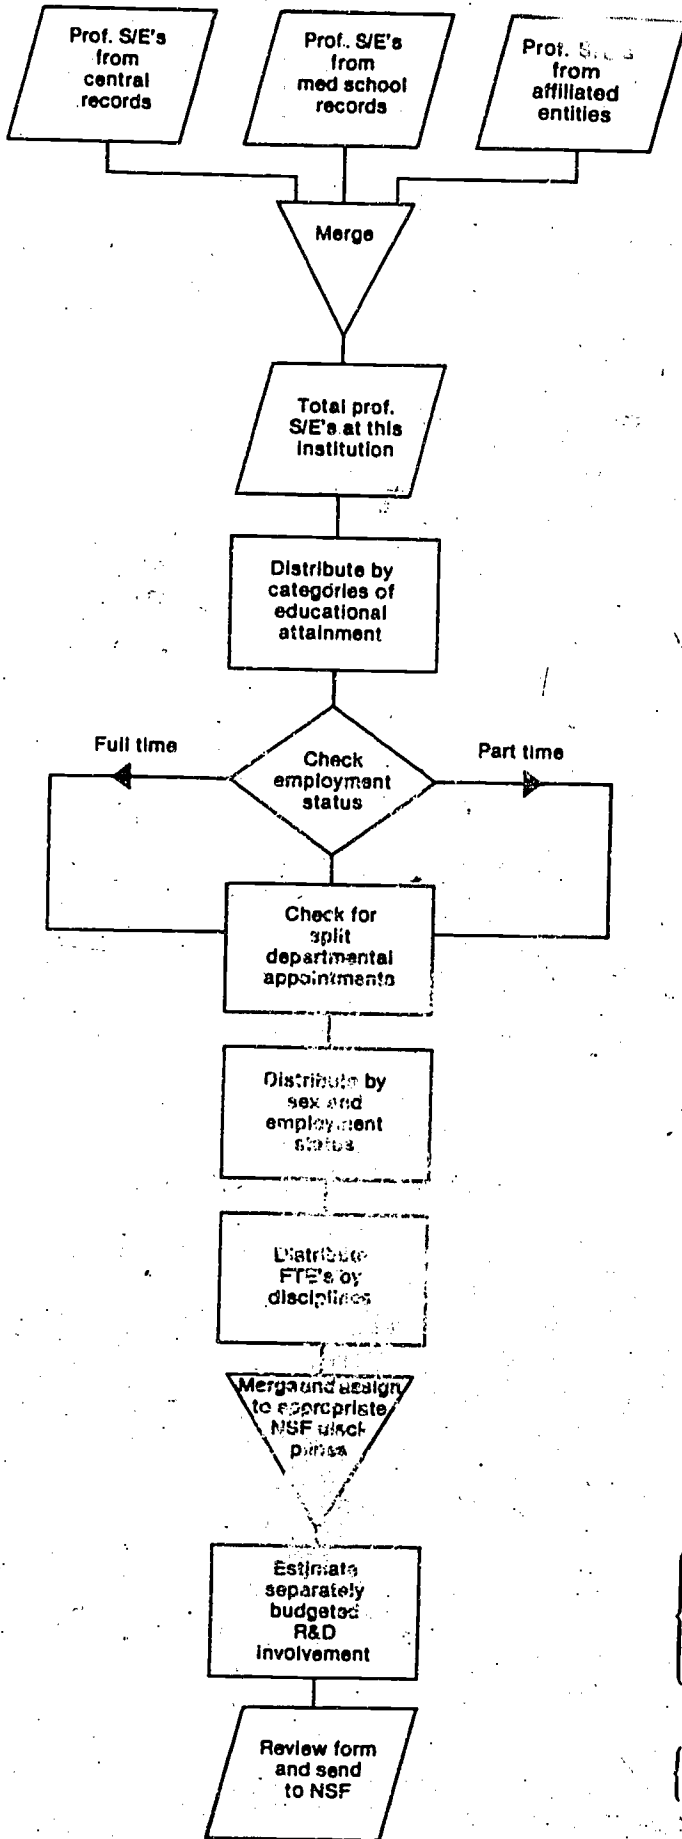 Prof. S/E's
from
central
records
Prof. S/E's
from
med school
records
Prof. S/E's
from
affiliated
entities
Merge
Total prof.
S/E's at this
institution
Distribute by
categories of
educational
attainment
Check
employment
status
Full time
Part time
Check for
split
departmental
appointments
Distribute by
sex and
employment
status
Distribute
FTE's by
disciplines
Merge and assign
to appropriate
NSF disci-
plines
Estimate
separately
budgeted
R&D
involvement
Review form
and send
to NSF